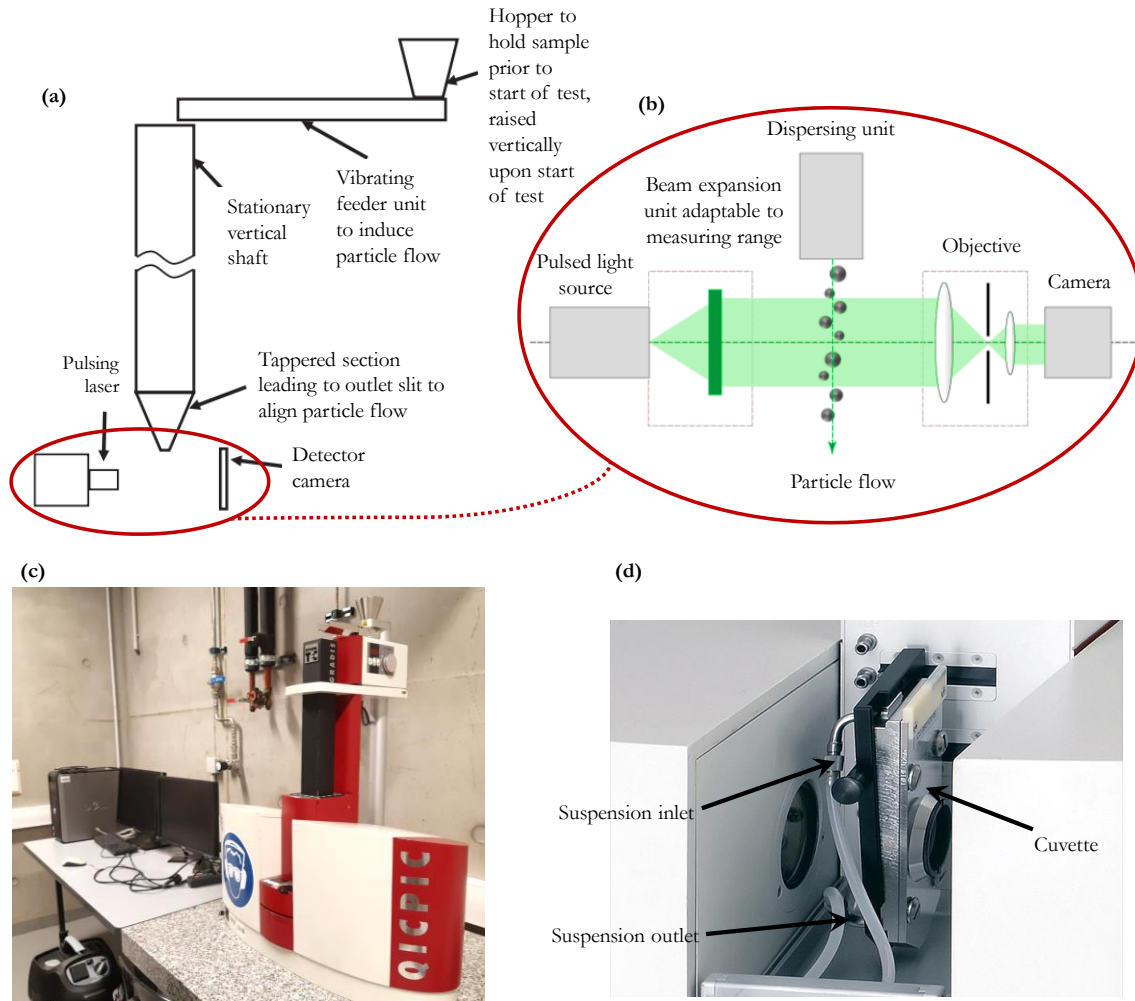 (a)
Hopper to
hold sample
prior to
start of test,
raised
vertically
upon start
of test
Stationary
vertical
shaft
Vibrating
feeder unit
to induce
particle flow
Pulsing
laser
Tappered section
leading to outlet slit to
align particle flow
Detector
camera
(b)
Dispersing unit
Beam expansion
unit adaptable to
measuring range
Pulsed light
source
Objective
Camera
Particle flow
(c)
GRADIS
QICPIC
(d)
Suspension inlet
Cuvette
Suspension outlet